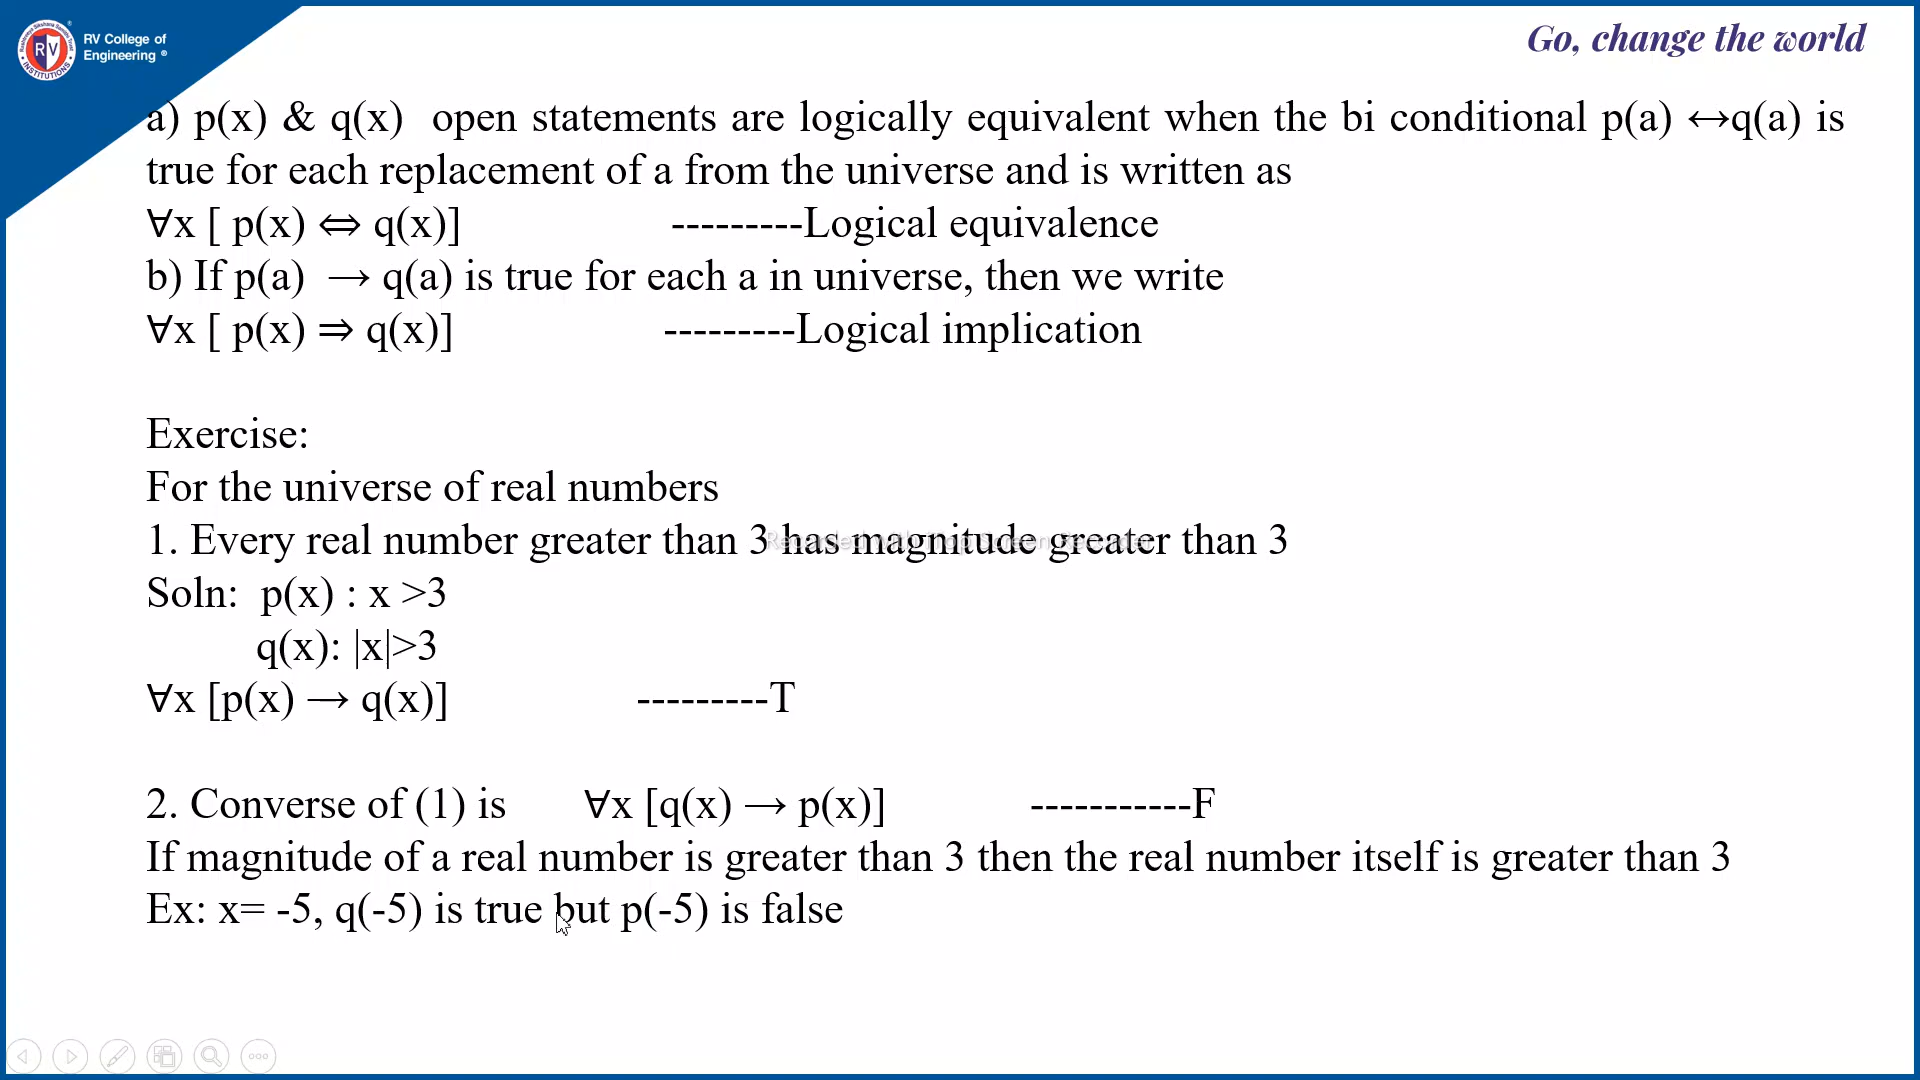 RV College of
Engineering ®
Go, change the world
a) p(x) & q(x) open statements are logically equivalent when the bi conditional p(a) ↔q(a) is
true for each replacement of a from the universe and is written as
∀x [ p(x) ⇔ q(x)] ---------Logical equivalence
b) If p(a) → q(a) is true for each a in universe, then we write
∀x [ p(x) ⇒ q(x)] ---------Logical implication
Exercise:
For the universe of real numbers
1. Every real number greater than 3 has magnitude greater than 3
Soln: p(x) : x >3
q(x): |x|>3
∀x [p(x) → q(x)] ---------T
2. Converse of (1) is ∀x [q(x) → p(x)] -----------F
If magnitude of a real number is greater than 3 then the real number itself is greater than 3
Ex: x= -5, q(-5) is true but p(-5) is false